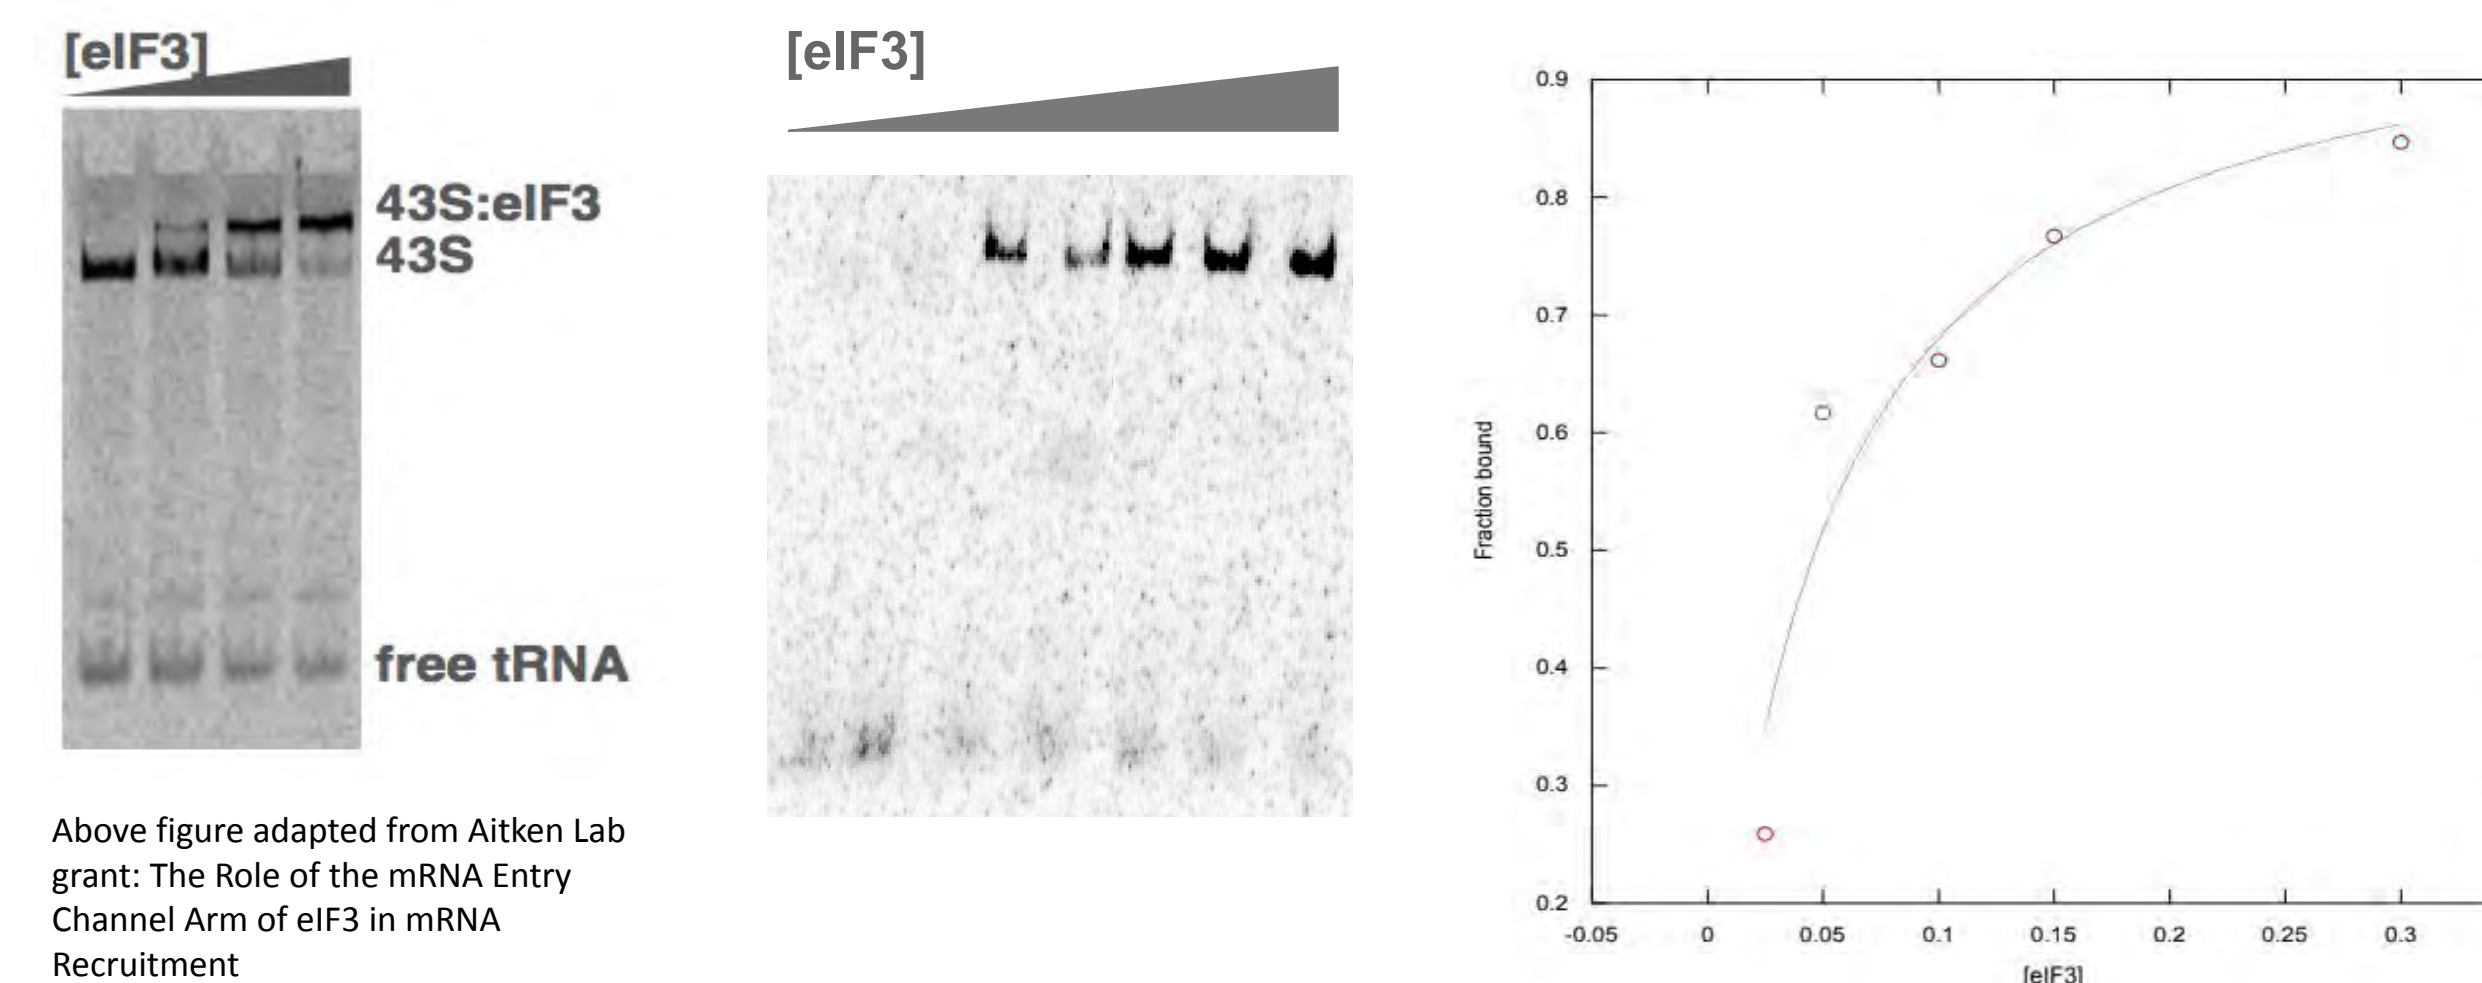 [eIF3]
43S:eIF3
43S
free tRNA
Above figure adapted from Aitken Lab
grant: The Role of the mRNA Entry
Channel Arm of eIF3 in mRNA
Recruitment
[eIF3]
0.9
0.8
0.7
0.6
0.5
0.4
0.3
0.2
Fraction bound
-0.05 0 0.05 0.1 0.15 0.2 0.25 0.3
[eIF3]